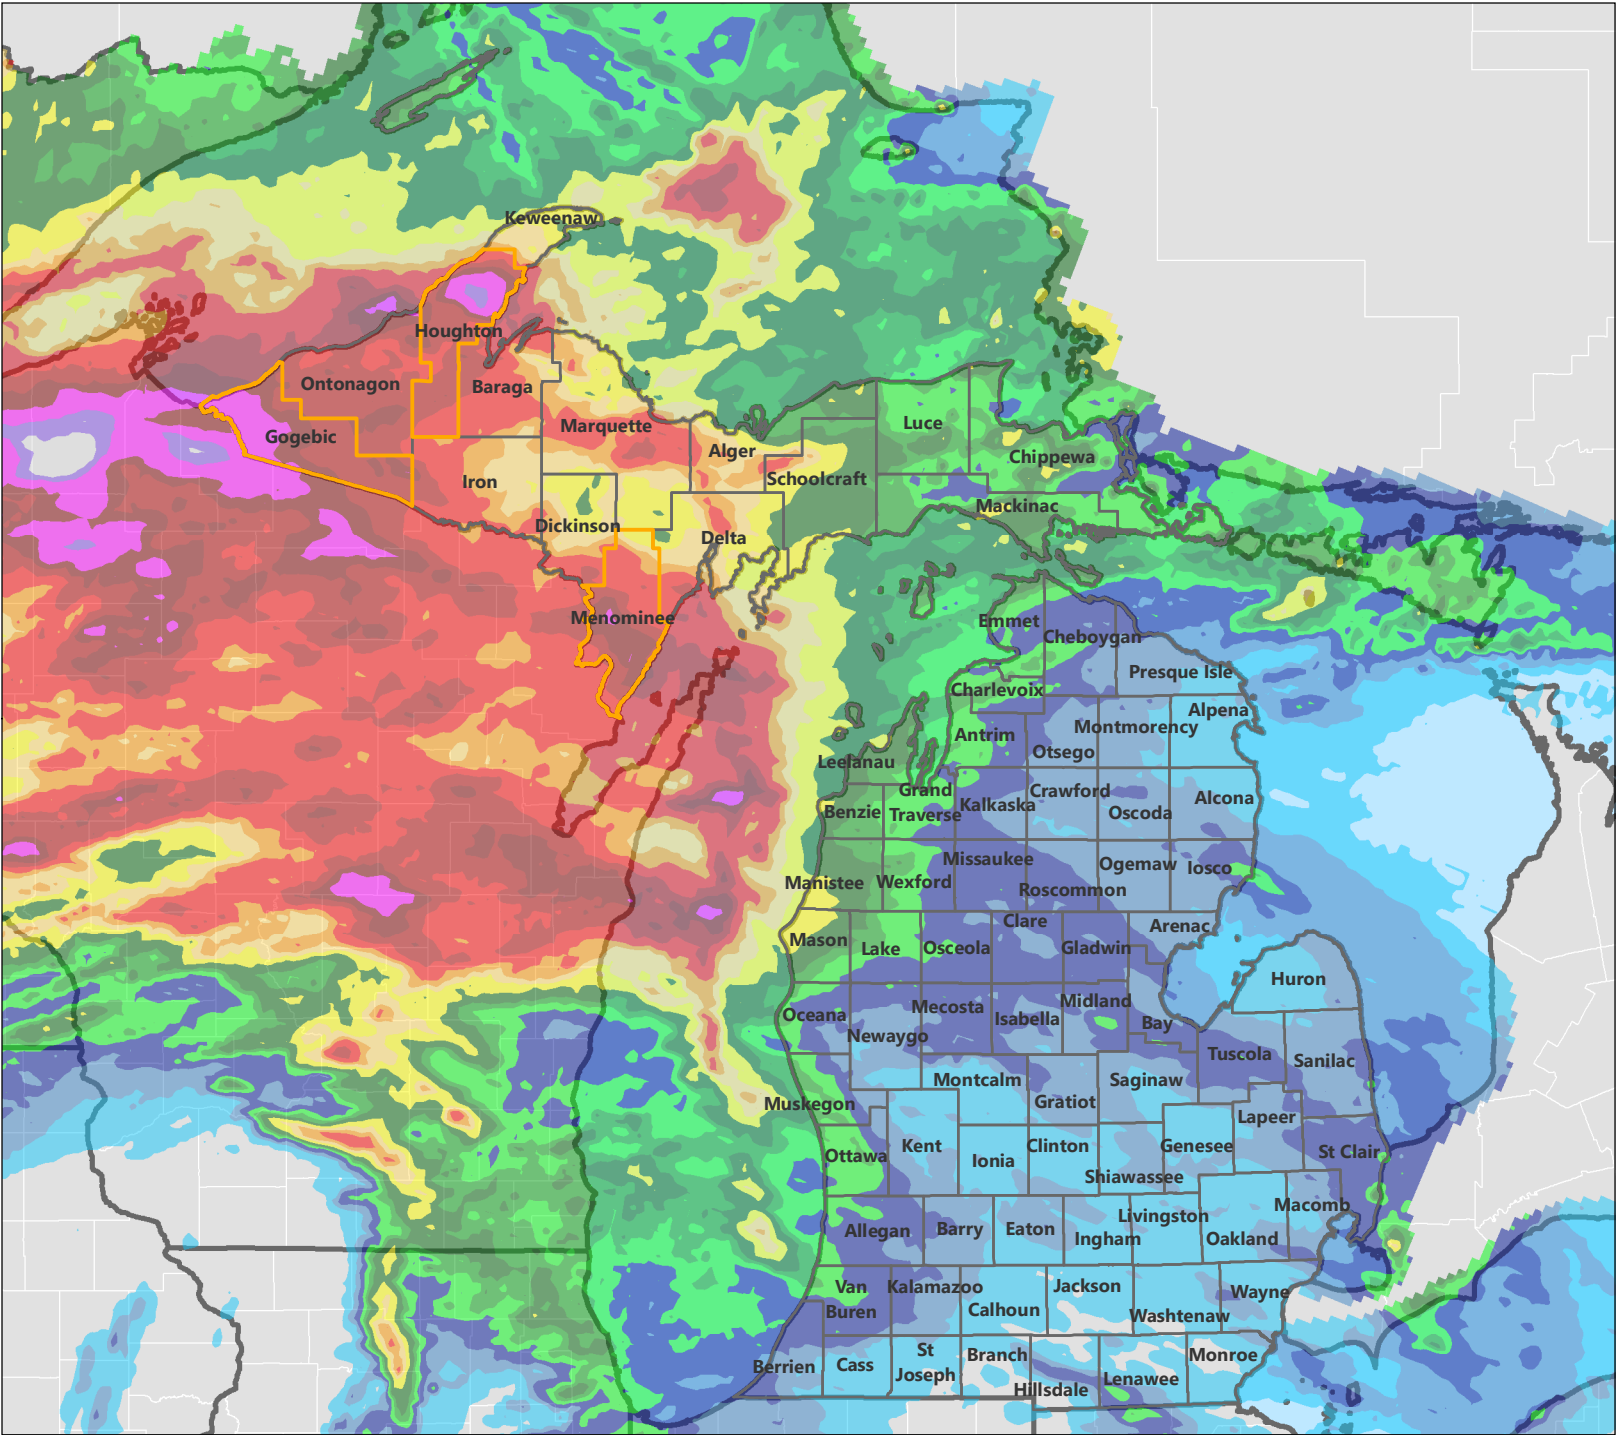 Keweenaw
Houghton
Ontonagon
Baraga
Marquette
Luce
Gogebic
Alger
Chippewa
Iron
Schoolcraft
Mackinac
Dickinson
Delta
Menominee
Emmet
Cheboygan
Presque Isle
Charlevoix
Alpena
Montmorency
Antrim
Otsego
Leelanau
Grand
Traverse
Crawford
Alcona
Kalkaska
Benzie
Oscoda
Missaukee
Ogemaw
Iosco
Manistee
Wexford
Roscommon
Clare
Arenac
Mason
Lake
Osceola
Gladwin
Huron
Midland
Mecosta
Oceana
Isabella
Bay
Newaygo
Tuscola
Sanilac
Montcalm
Saginaw
Muskegon
Gratiot
Lapeer
Kent
Clinton
Genesee
St Clair
Ottawa
Ionia
Shiawassee
Macomb
Livingston
Allegan
Barry
Eaton
Ingham
Oakland
Van
Buren
Kalamazoo
Jackson
Wayne
Calhoun
Washtenaw
St
Joseph
Branch
Monroe
Berrien
Cass
Lenawee
Hillsdale